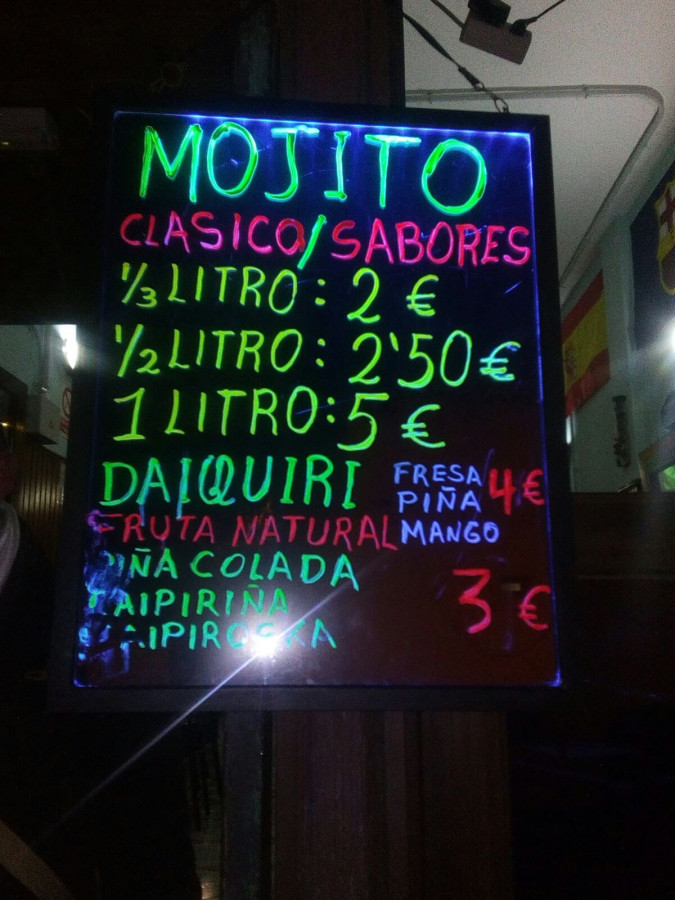 MOJITO
CLASICO/SABORES
1/3 LITRO: 2 €
1/2 LITRO: 2'50 €
1 LITRO: 5 €
DAIQUIRI FRESA 4 €
PIÑA
FRUTA NATURAL MANGO
PIÑA COLADA
CAIPIRIÑA 3 €
CAIPIROSKA